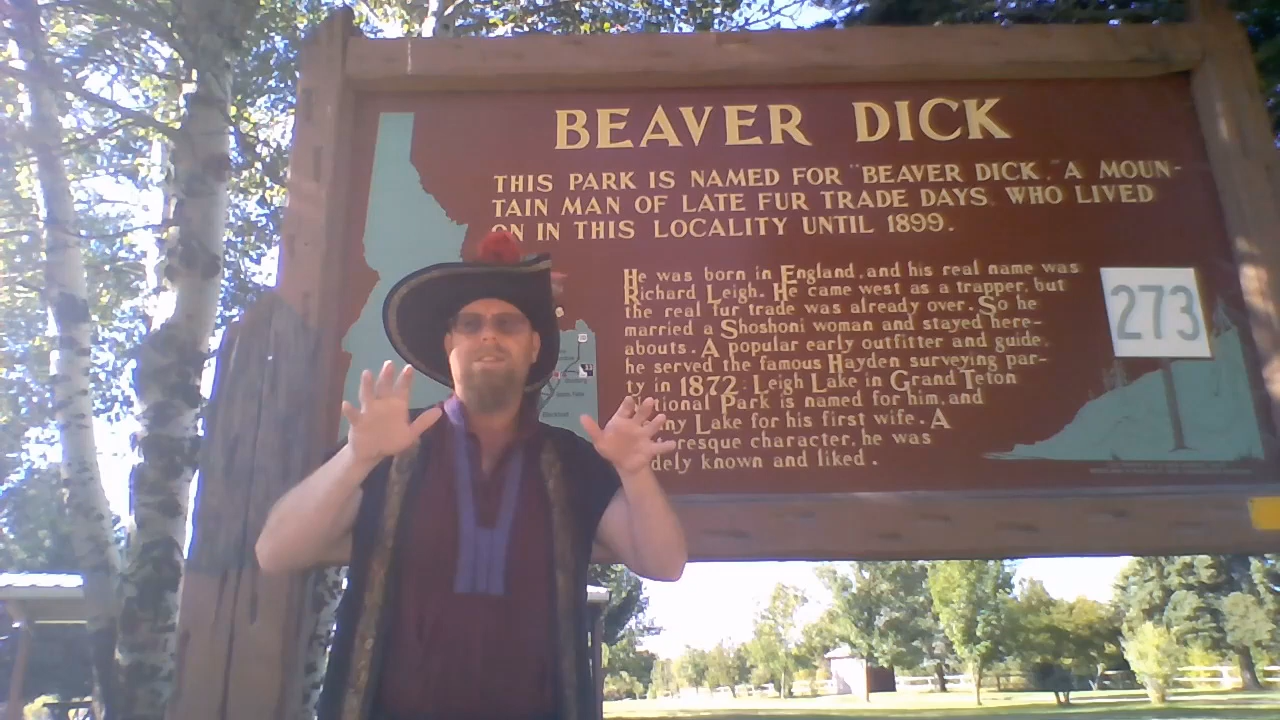 BEAVER DICK
THIS PARK IS NAMED FOR "BEAVER DICK," A MOUN-
TAIN MAN OF LATE FUR TRADE DAYS, WHO LIVED
ON IN THIS LOCALITY UNTIL 1899.
He was born in England, and his real name was
Richard Leigh. He came west as a trapper, but
the real fur trade was already over. So he
married a Shoshoni woman and stayed here-
abouts. A popular early outfitter and guide,
he served the famous Hayden surveying par-
ty in 1872: Leigh Lake in Grand Teton
National Park is named for him, and
ny Lake for his first wife. A
resque character, he was
dely known and liked.
273